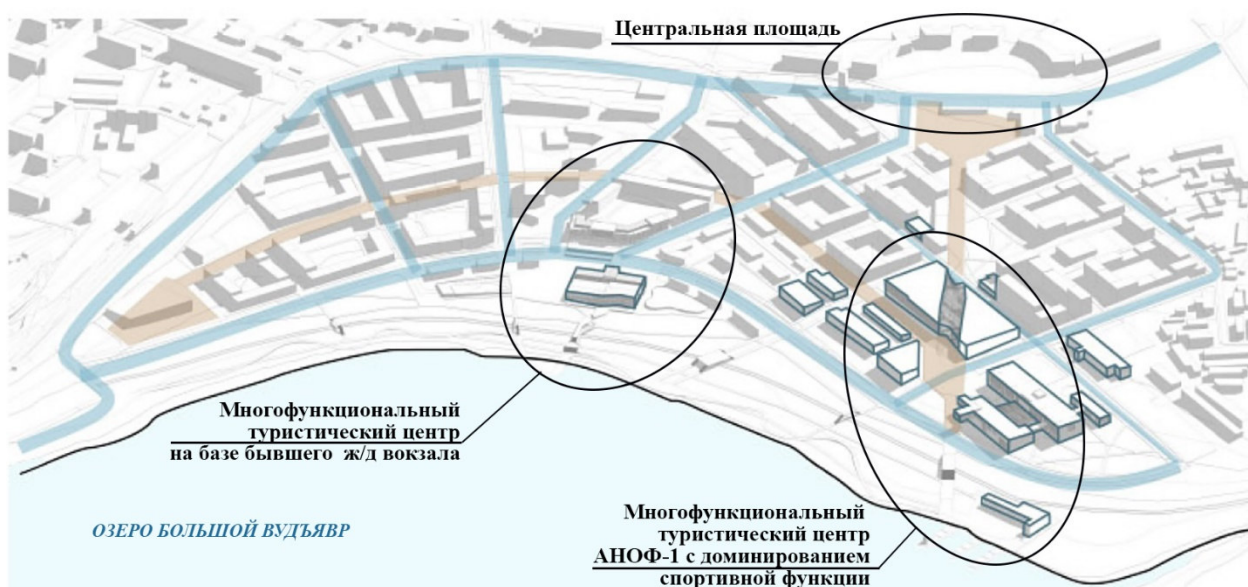 Центральная площадь
Многофункциональный
туристический центр
на базе бывшего ж/д вокзала
ОЗЕРО БОЛЬШОЙ ВУДЪЯВР
Многофункциональный
туристический центр
АНОФ-1 с доминированием
спортивной функции